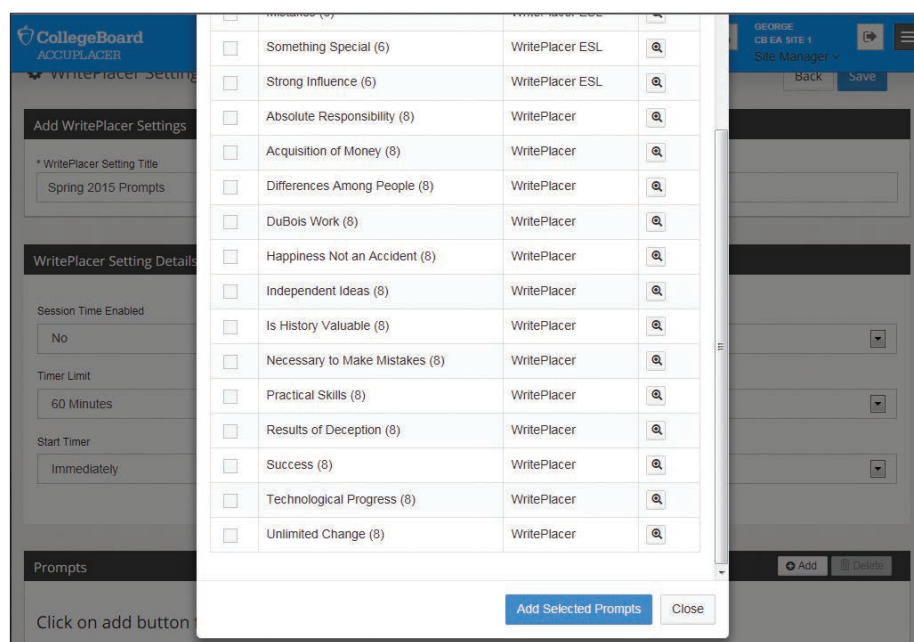 Mistakes (6) WritePlacer ESL
CollegeBoard
ACCUPLACER
GEORGE
CB EA SITE 1
Site Manager
WritePlacer Setting
Back Save
Something Special (6) WritePlacer ESL
Strong Influence (6) WritePlacer ESL
Absolute Responsibility (8) WritePlacer
Acquisition of Money (8) WritePlacer
Differences Among People (8) WritePlacer
DuBois Work (8) WritePlacer
Happiness Not an Accident (8) WritePlacer
Independent Ideas (8) WritePlacer
Is History Valuable (8) WritePlacer
Necessary to Make Mistakes (8) WritePlacer
Practical Skills (8) WritePlacer
Results of Deception (8) WritePlacer
Success (8) WritePlacer
Technological Progress (8) WritePlacer
Unlimited Change (8) WritePlacer
Add Selected Prompts Close
Add WritePlacer Settings
* WritePlacer Setting Title
Spring 2015 Prompts
WritePlacer Setting Details
Session Time Enabled
No
Timer Limit
60 Minutes
Start Timer
Immediately
Prompts
Add Delete
Click on add button